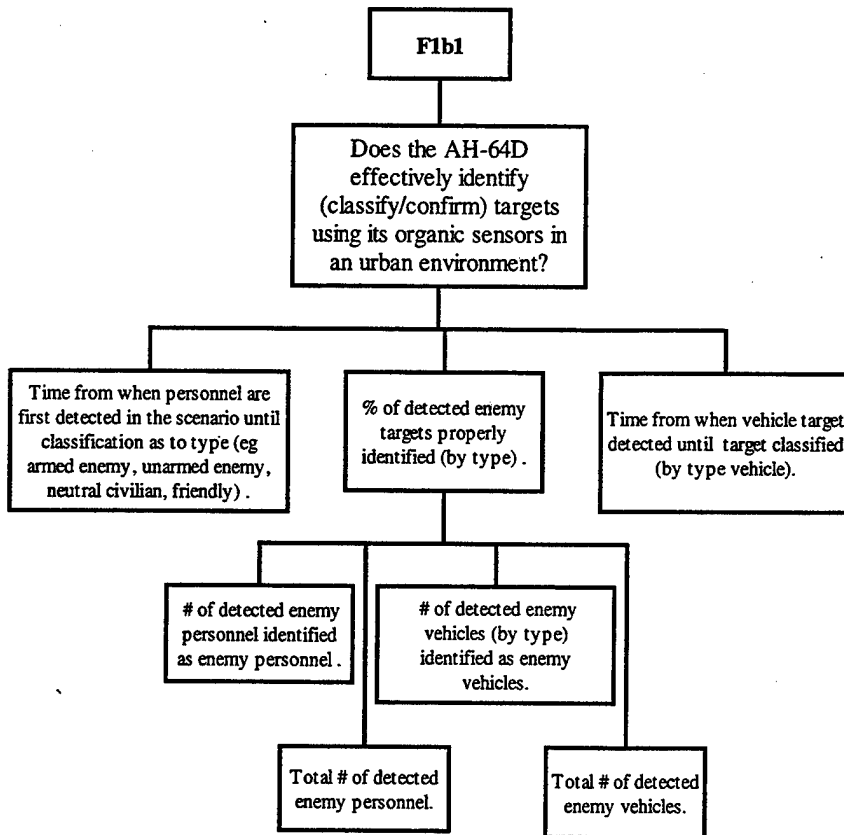 F1b1
Does the AH-64D
effectively identify
(classify/confirm) targets
using its organic sensors in
an urban environment?
Time from when personnel are
first detected in the scenario until
classification as to type (eg
armed enemy, unarmed enemy,
neutral civilian, friendly) .
% of detected enemy
targets properly
identified (by type) .
Time from when vehicle target
detected until target classified
(by type vehicle).
# of detected enemy
personnel identified
as enemy personnel .
# of detected enemy
vehicles (by type)
identified as enemy
vehicles.
Total # of detected
enemy personnel.
Total # of detected
enemy vehicles.